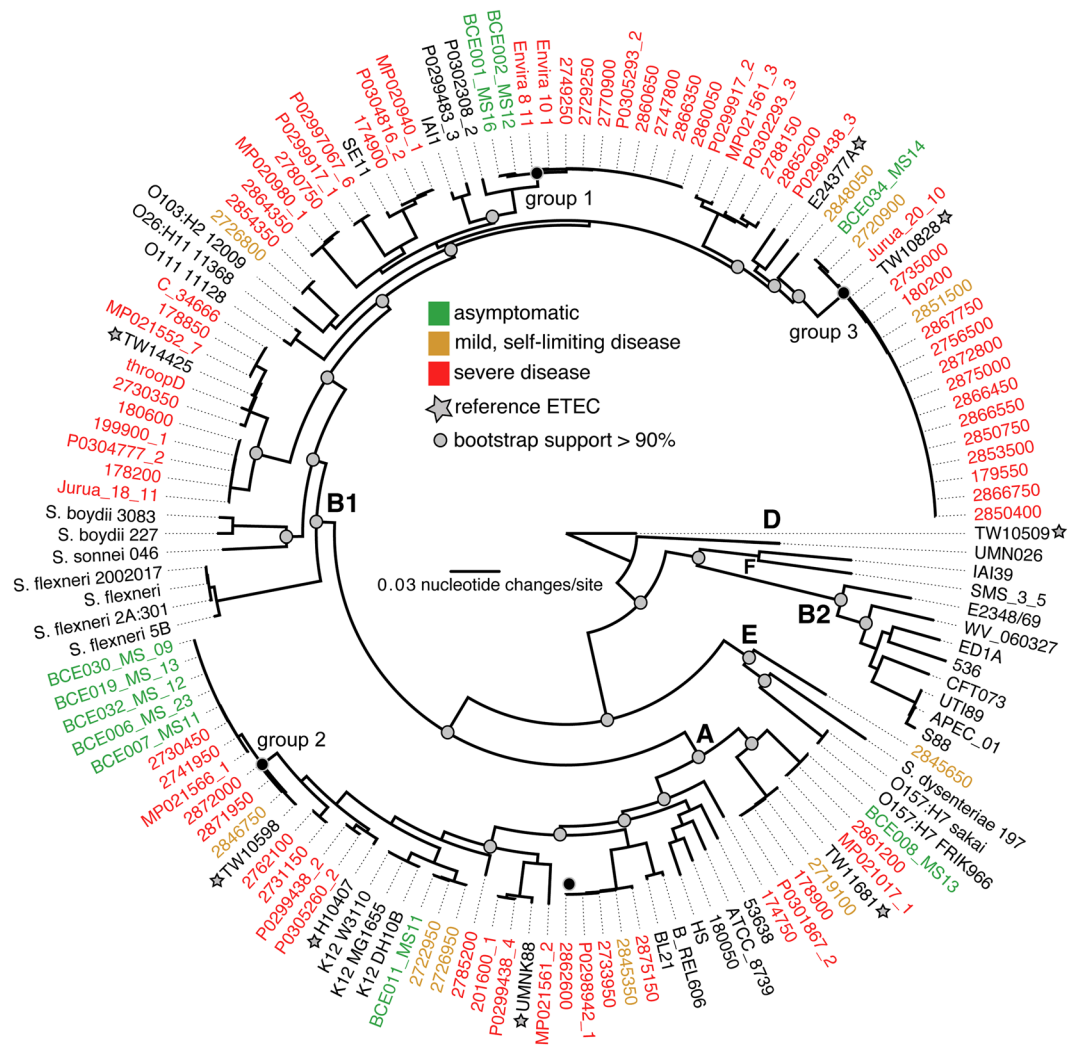 BCE001_MS16
BCE002_MS12
Envira 8 11
Envira 10 1
2749250
2729250
2770900
P0305293_2
2860650
2747800
2866350
2860050
P0299917_2
MP021561_3
P0302293_3
2788150
2865200
P0299438_3
E24377A
2848050
BCE034_MS14
2720900
Jurua_20_10
TW10828
2735000
180200
2851500
2867750
2756500
2872800
2875000
2866450
2866550
2850750
2853500
179550
2866750
2850400
TW10509
UMN026
IAI39
SMS_3_5
E2348/69
WV_060327
ED1A
536
CFT073
UTI89
APEC_01
S88
2845650
S. dysenteriae 197
O157:H7 sakai
O157:H7 FRIK966
BCE008_MS13
2861200
MP021017_1
TW11681
2719100
P0301867_2
178900
174750
53638
ATCC_8739
180050
HS
B_REL606
BL21
2875150
2845350
2733950
P0298942_1
2862600
MP021561_2
UMNK88
P0299438_4
201600_1
2785200
2726950
2722950
BCE011_MS11
K12 DH10B
K12 MG1655
K12 W3110
H10407
P0305260_2
P0299438_2
2731150
2762100
TW10598
2846750
2871950
2872000
MP021566_1
2741950
2730450
BCE007_MS11
BCE006_MS_23
BCE032_MS_12
BCE019_MS_13
BCE030_MS_09
S. flexneri 5B
S. flexneri 2A:301
S. flexneri
S. flexneri 2002017
S. sonnei 046
S. boydii 227
S. boydii 3083
Jurua_18_11
178200
P0304777_2
199900_1
180600
2730350
throopD
TW14425
MP021552_7
178850
C_34666
O111 11128
O26:H11 11368
O103:H2 12009
2726800
2854350
2864350
MP020980_1
2780750
P0299917_1
P02997067_6
SE11
174900
P0304816_2
MP020940_1
IAI1
P0299483_3
P0302308_2
group 1
group 3
asymptomatic
mild, self-limiting disease
severe disease
reference ETEC
bootstrap support > 90%
B1
D
F
0.03 nucleotide changes/site
B2
E
A
group 2